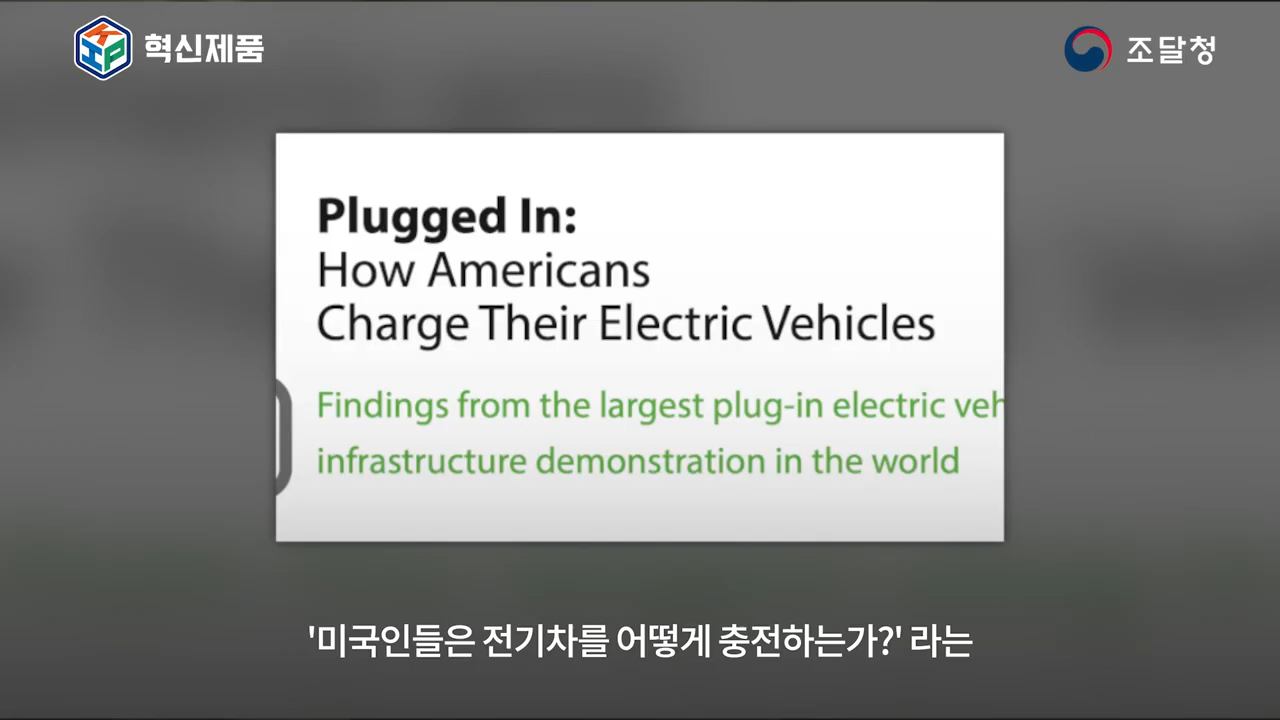 혁신제품
조달청
Plugged In:
How Americans
Charge Their Electric Vehicles
Findings from the largest plug-in electric veh
infrastructure demonstration in the world
'미국인들은 전기차를 어떻게 충전하는가?' 라는